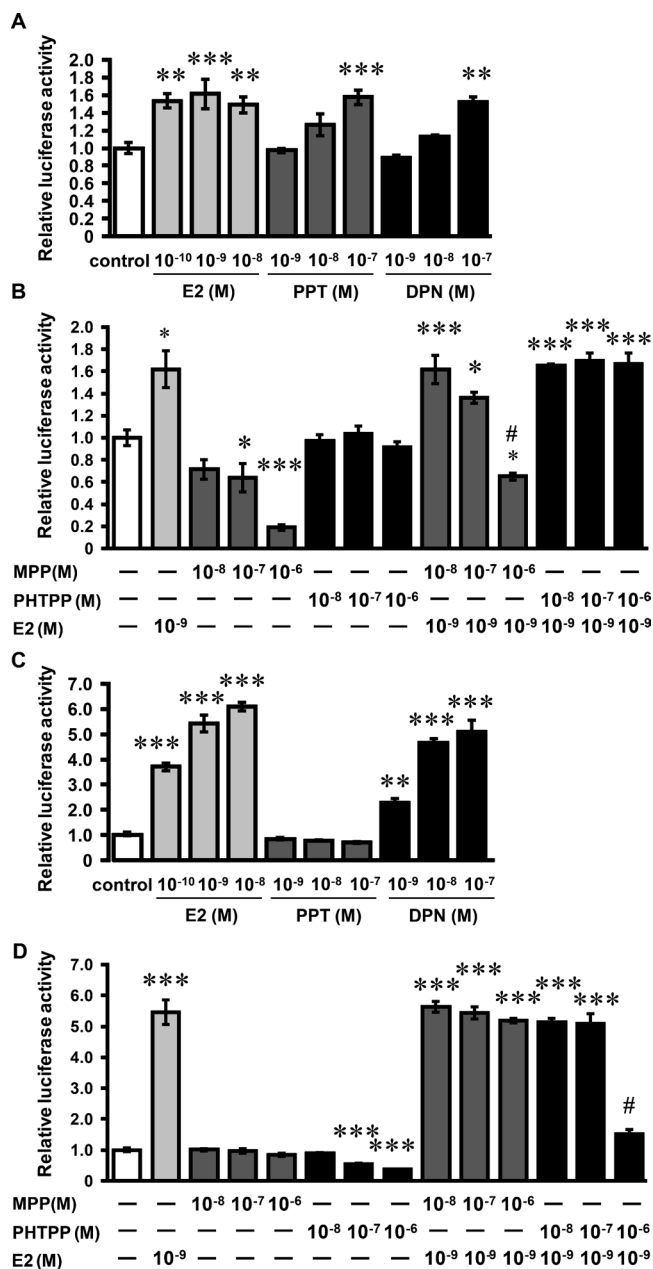 A
Relative luciferase activity
2.0
1.8
1.6
1.4
1.2
1.0
0.8
0.6
0.4
0.2
0
** *** ** *** **
control 10-10 10-9 10-8 10-9 10-8 10-7 10-9 10-8 10-7
E2 (M) PPT (M) DPN (M)
B
Relative luciferase activity
2.0
1.8
1.6
1.4
1.2
1.0
0.8
0.6
0.4
0.2
0
* * *** *** * # * *** *** ***
MPP(M) — — 10-8 10-7 10-6 — — — 10-8 10-7 10-6 — — —
PHTPP (M) — — — — — 10-8 10-7 10-6 — — — 10-8 10-7 10-6
E2 (M) — 10-9 — — — — — — 10-9 10-9 10-9 10-9 10-9 10-9
C
Relative luciferase activity
7.0
6.0
5.0
4.0
3.0
2.0
1.0
0
*** *** *** ** *** ***
control 10-10 10-9 10-8 10-9 10-8 10-7 10-9 10-8 10-7
E2 (M) PPT (M) DPN (M)
D
Relative luciferase activity
7.0
6.0
5.0
4.0
3.0
2.0
1.0
0
*** *** *** *** *** *** *** *** #
MPP(M) — — 10-8 10-7 10-6 — — — 10-8 10-7 10-6 — — —
PHTPP (M) — — — — — 10-8 10-7 10-6 — — — 10-8 10-7 10-6
E2 (M) — 10-9 — — — — — — 10-9 10-9 10-9 10-9 10-9 10-9